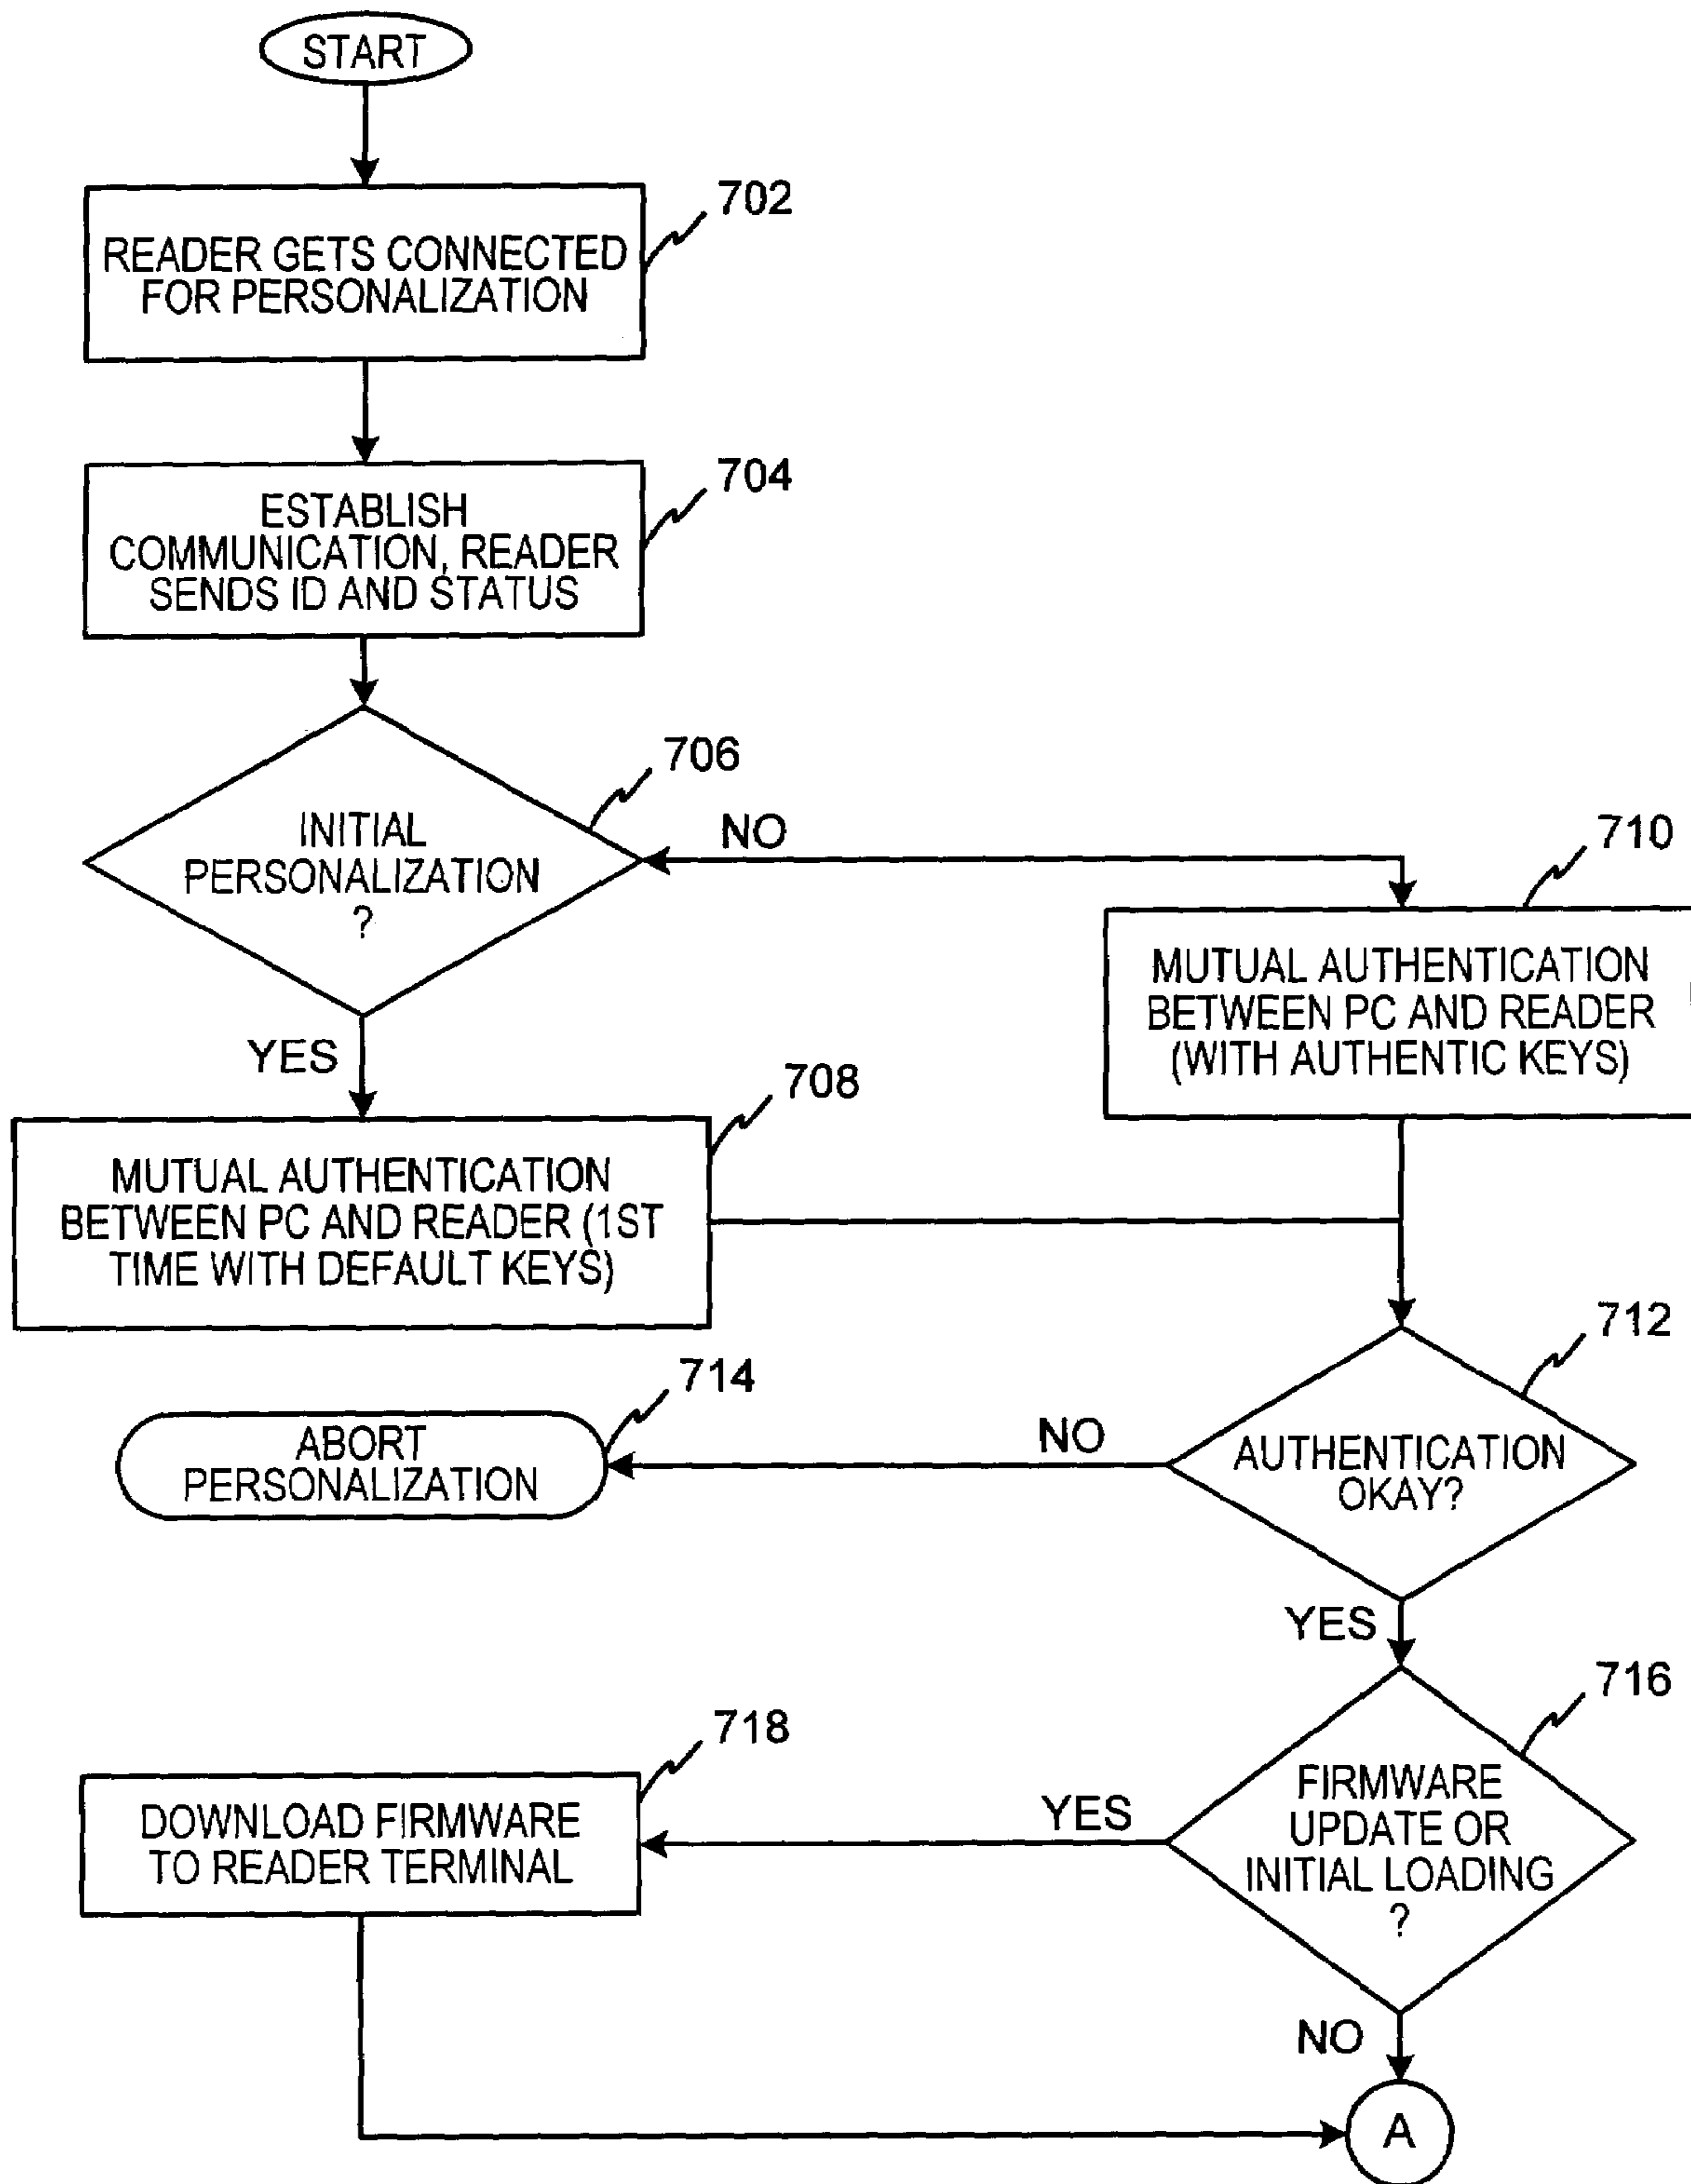 START
702
READER GETS CONNECTED
FOR PERSONALIZATION
704
ESTABLISH
COMMUNICATION, READER
SENDS ID AND STATUS
706
INITIAL
PERSONALIZATION
?
NO
710
MUTUAL AUTHENTICATION
BETWEEN PC AND READER
(WITH AUTHENTIC KEYS)
YES
708
MUTUAL AUTHENTICATION
BETWEEN PC AND READER (1ST
TIME WITH DEFAULT KEYS)
712
AUTHENTICATION
OKAY?
NO
714
ABORT
PERSONALIZATION
YES
716
FIRMWARE
UPDATE OR
INITIAL LOADING
?
YES
718
DOWNLOAD FIRMWARE
TO READER TERMINAL
NO
A